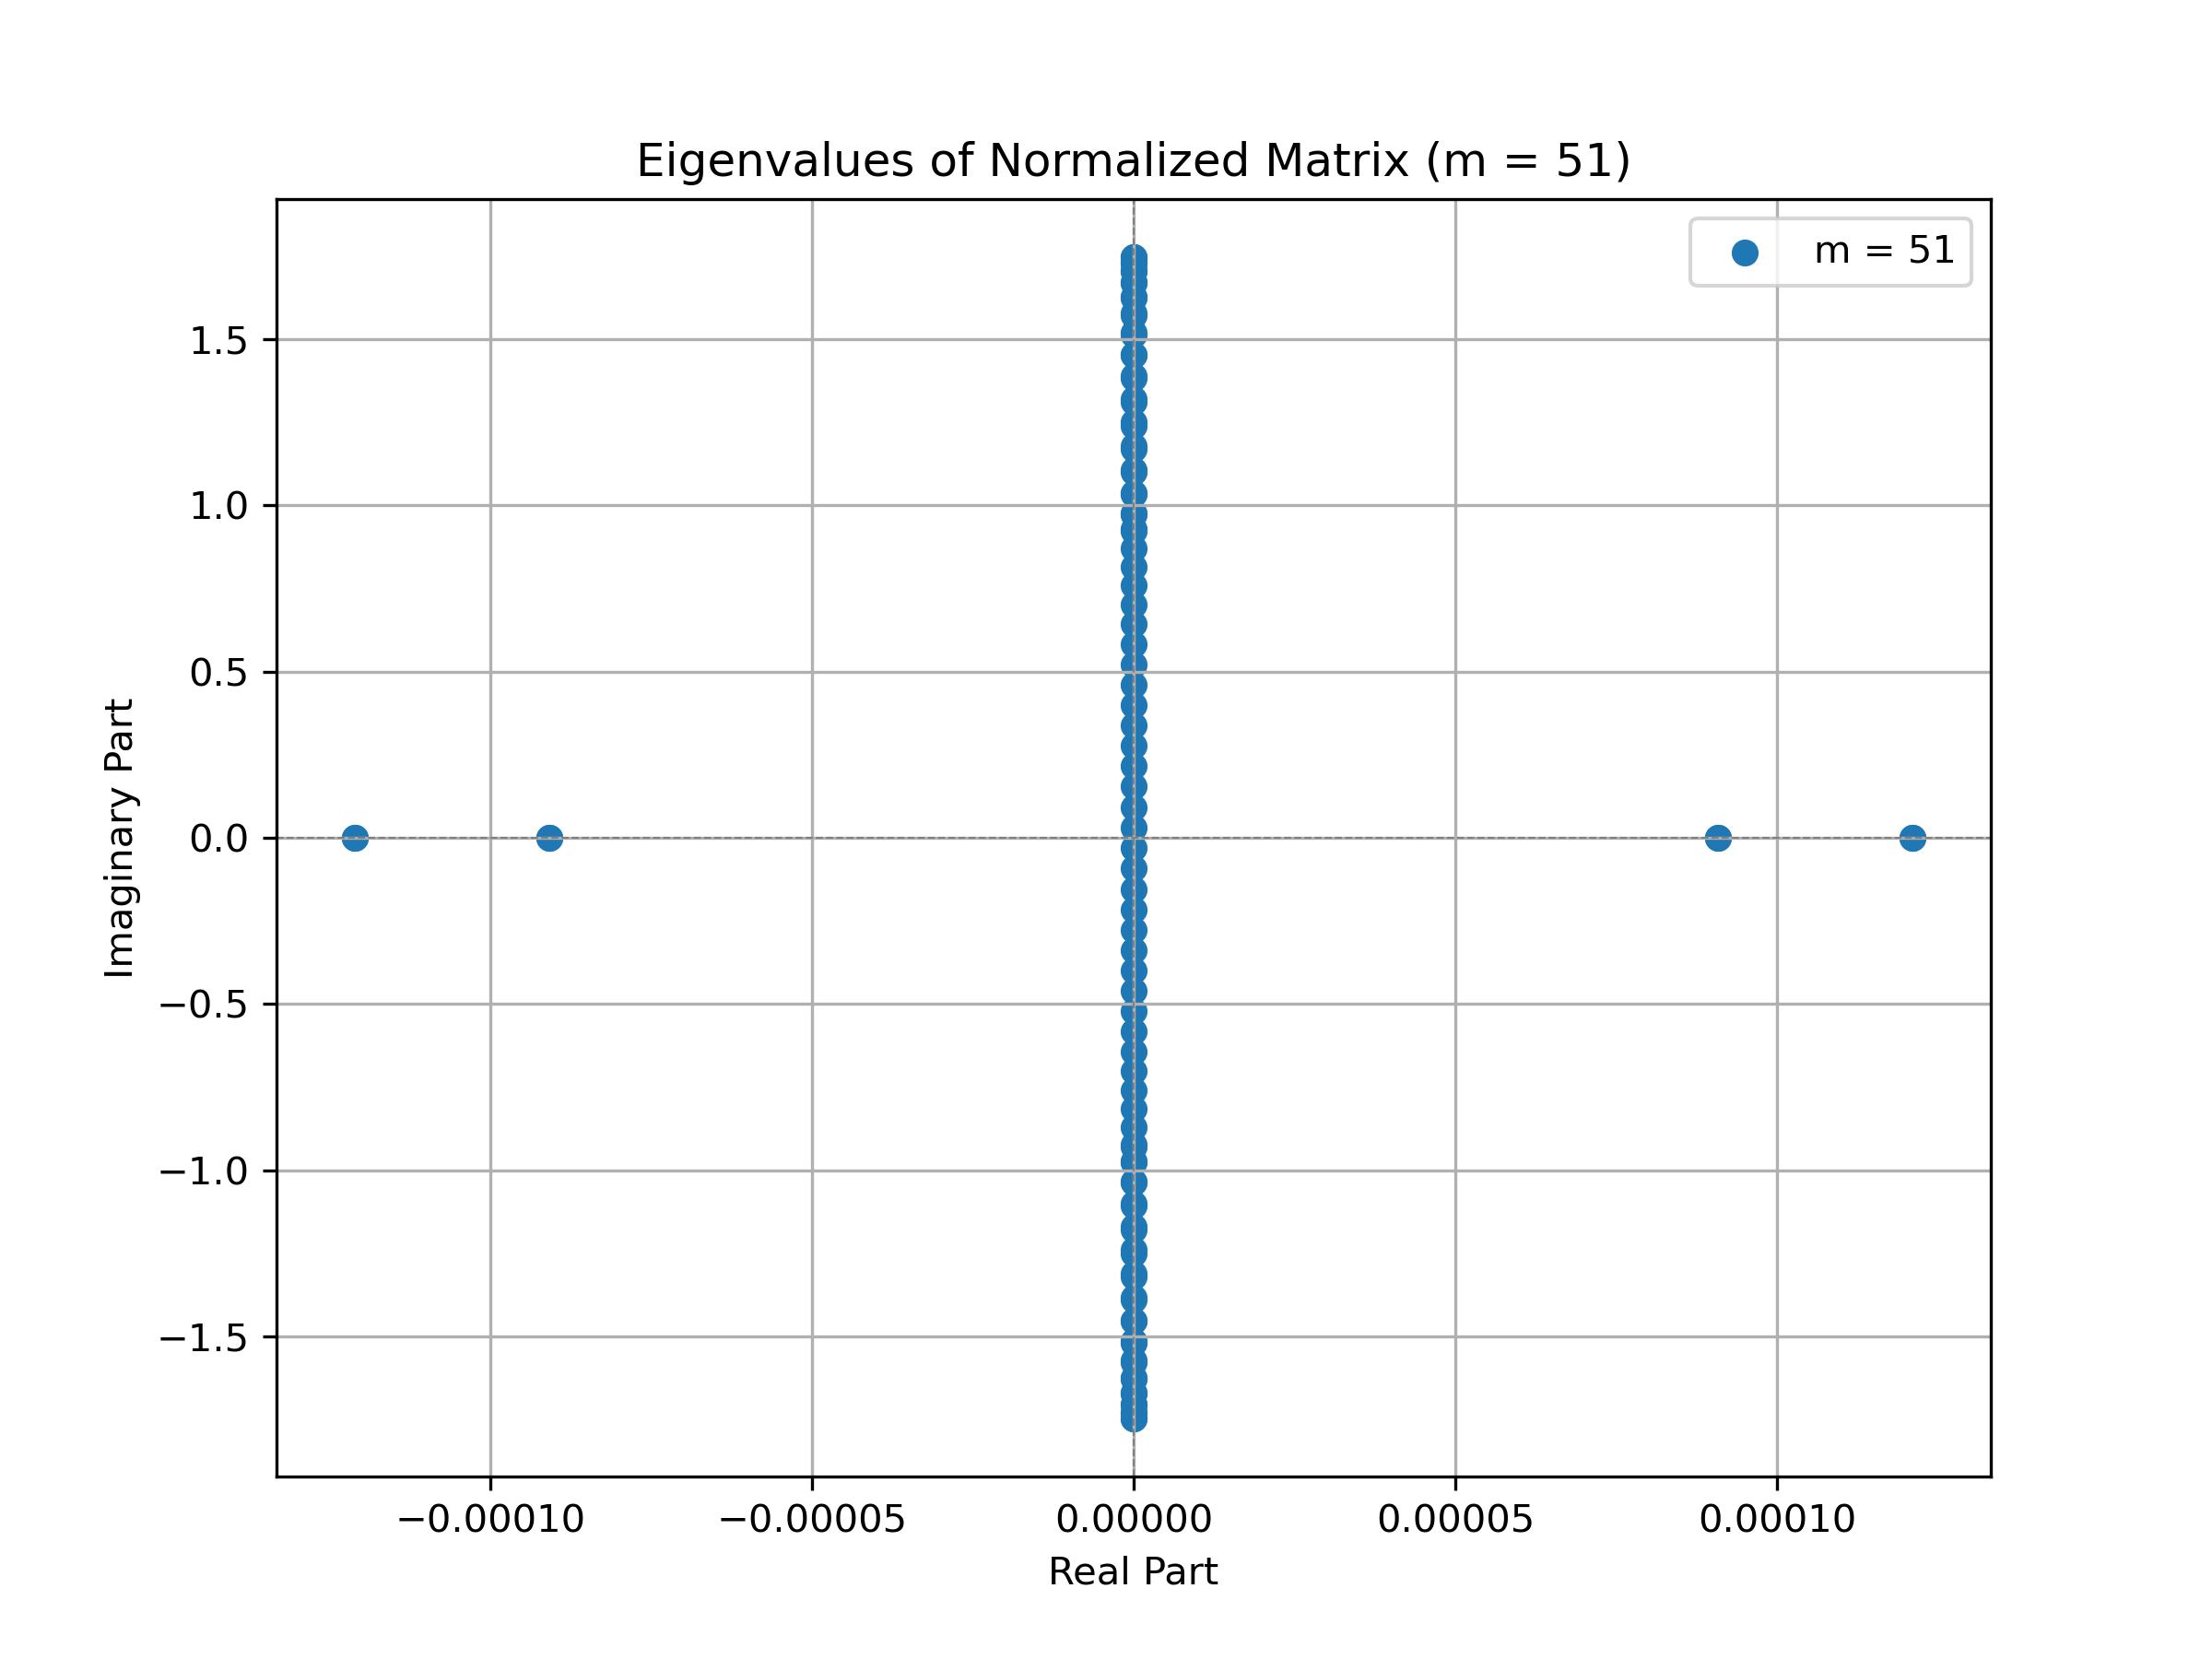 Eigenvalues of Normalized Matrix (m = 51)
m = 51
1.5
1.0
0.5
0.0
−0.5
−1.0
−1.5
Imaginary Part
−0.00010 −0.00005 0.00000 0.00005 0.00010
Real Part